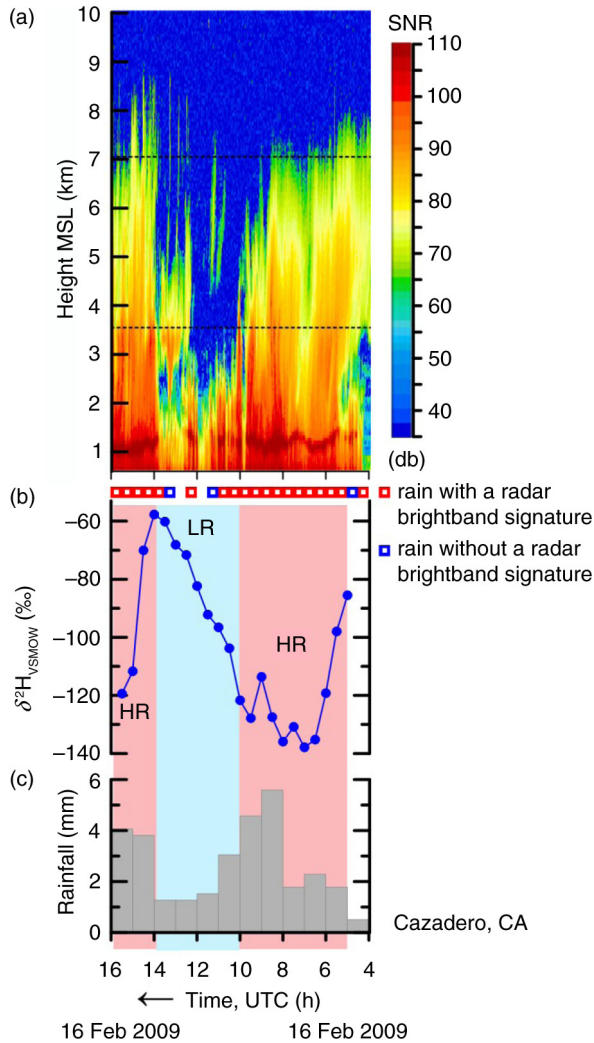 (a)
SNR
10
9
8
7
6
5
4
3
2
1
Height MSL (km)
110
100
90
80
70
60
50
40
(db)
(b)
rain with a radar
brightband signature
rain without a radar
brightband signature
−60
−80
−100
−120
−140
δ²H_VSMOW (‰)
LR
HR
HR
(c)
6
4
2
0
Rainfall (mm)
Cazadero, CA
16 14 12 10 8 6 4
← Time, UTC (h)
16 Feb 2009 16 Feb 2009